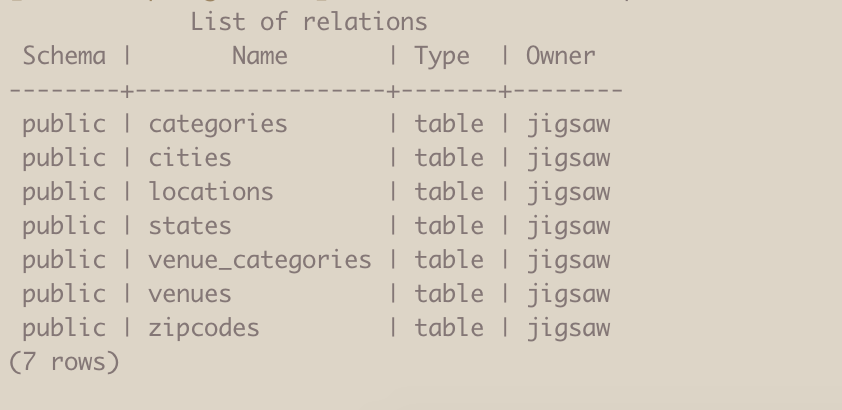 List of relations
Schema | Name | Type | Owner
--------+------------------+-------+--------
public | categories | table | jigsaw
public | cities | table | jigsaw
public | locations | table | jigsaw
public | states | table | jigsaw
public | venue_categories | table | jigsaw
public | venues | table | jigsaw
public | zipcodes | table | jigsaw
(7 rows)